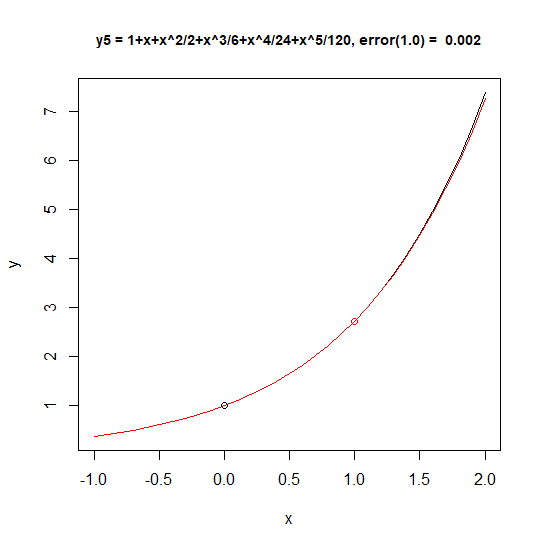 y5 = 1+x+x^2/2+x^3/6+x^4/24+x^5/120, error(1.0) =  0.002
7
6
5
4
3
2
1
y
-1.0 -0.5 0.0 0.5 1.0 1.5 2.0
x